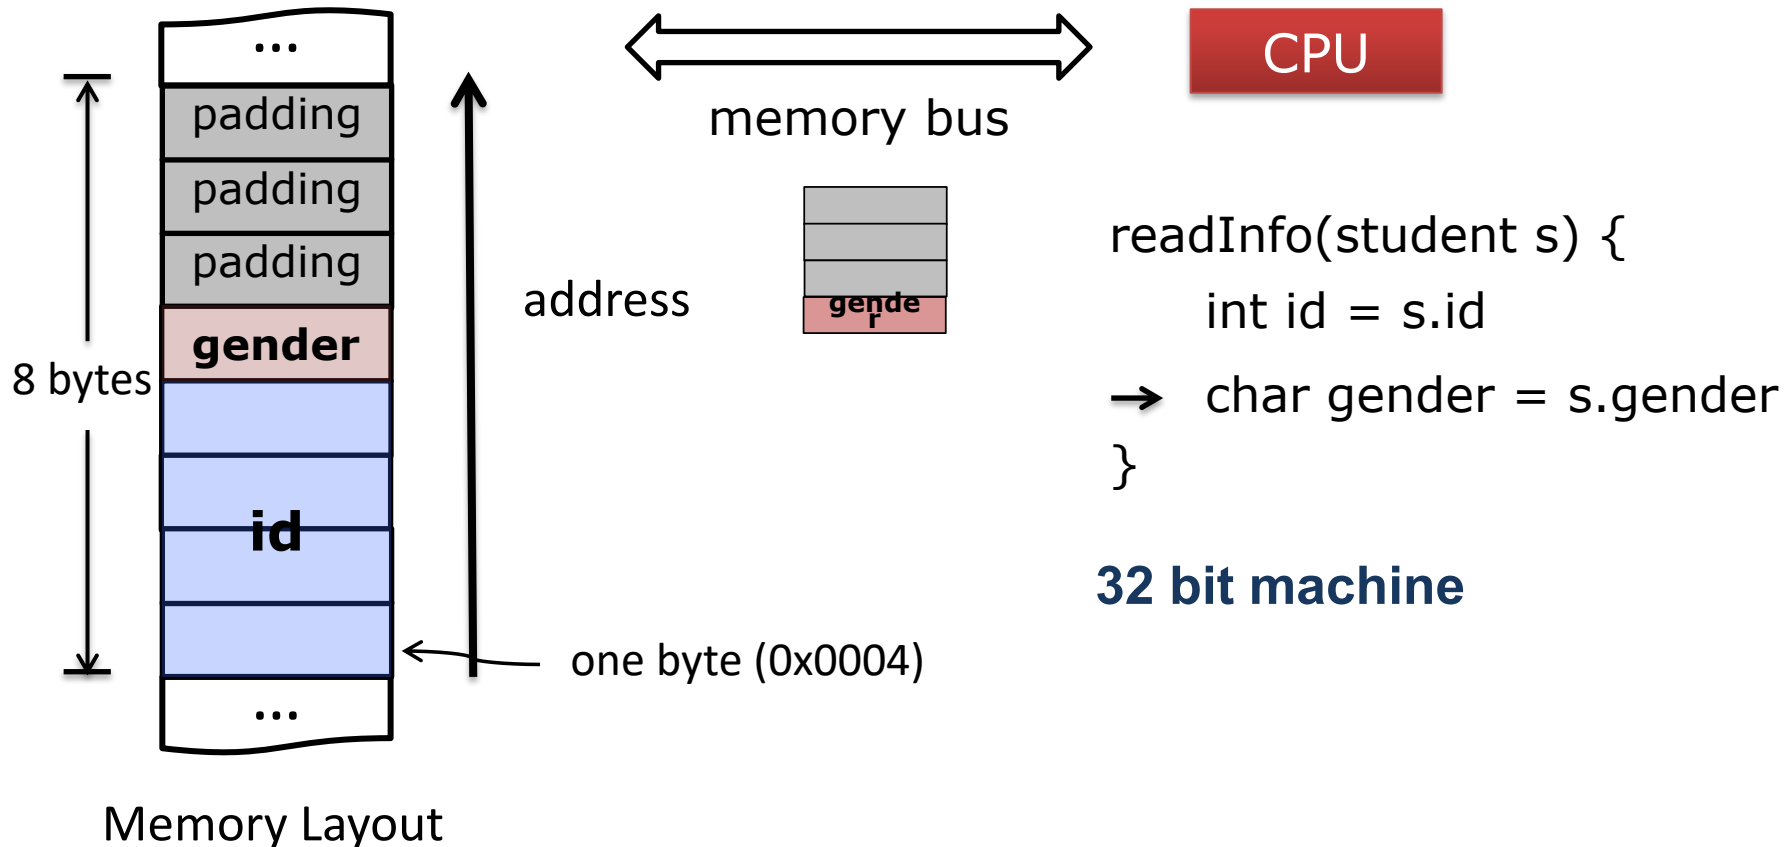 ...
padding
padding
padding
gender
id
...
8 bytes
address
one byte (0x0004)
Memory Layout
memory bus
gende
r
CPU
readInfo(student s) {
int id = s.id
char gender = s.gender
}
32 bit machine